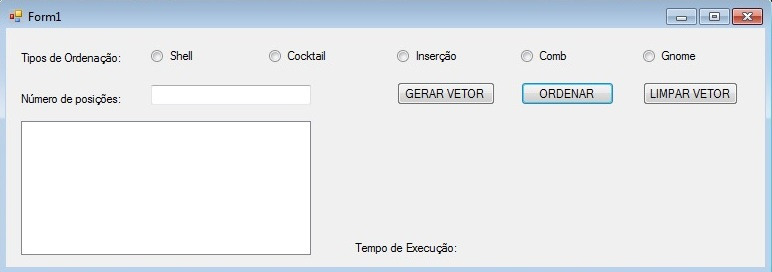 Form1
Tipos de Ordenação: Shell Cocktail Inserção Comb Gnome
Número de posições: GERAR VETOR ORDENAR LIMPAR VETOR
Tempo de Execução: